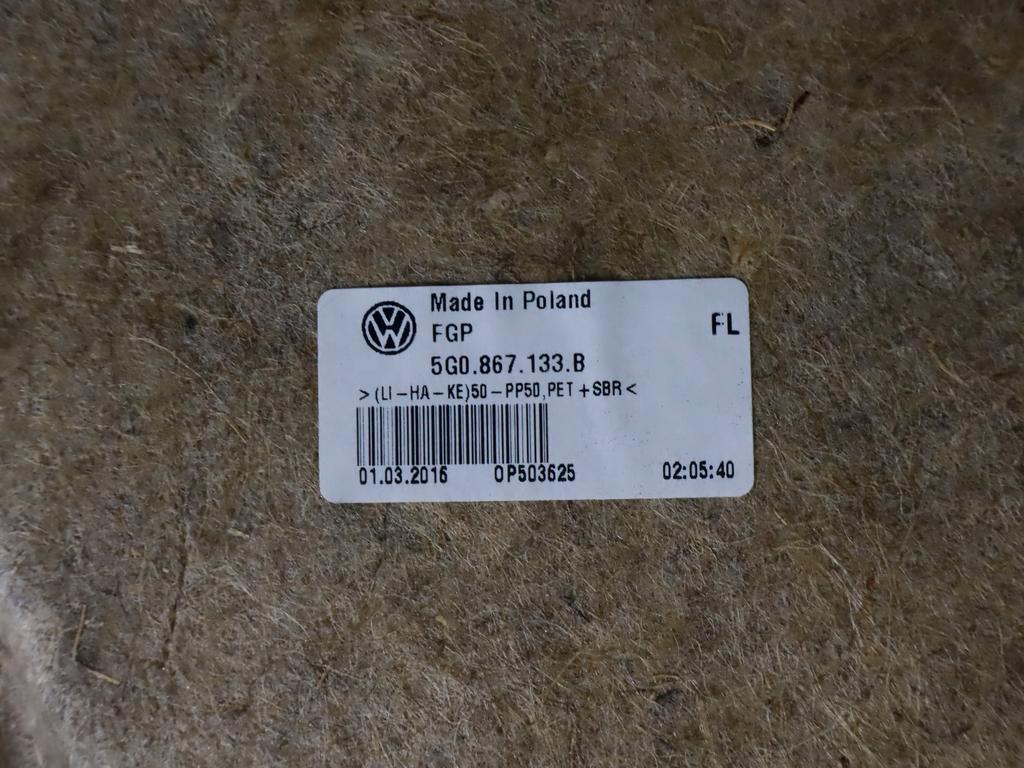 Made In Poland
FGP
FL
5G0.867.133.B
>(LI-HA-KE)50-PP50,PET+SBR<
01.03.2016 0P503625 02:05:40